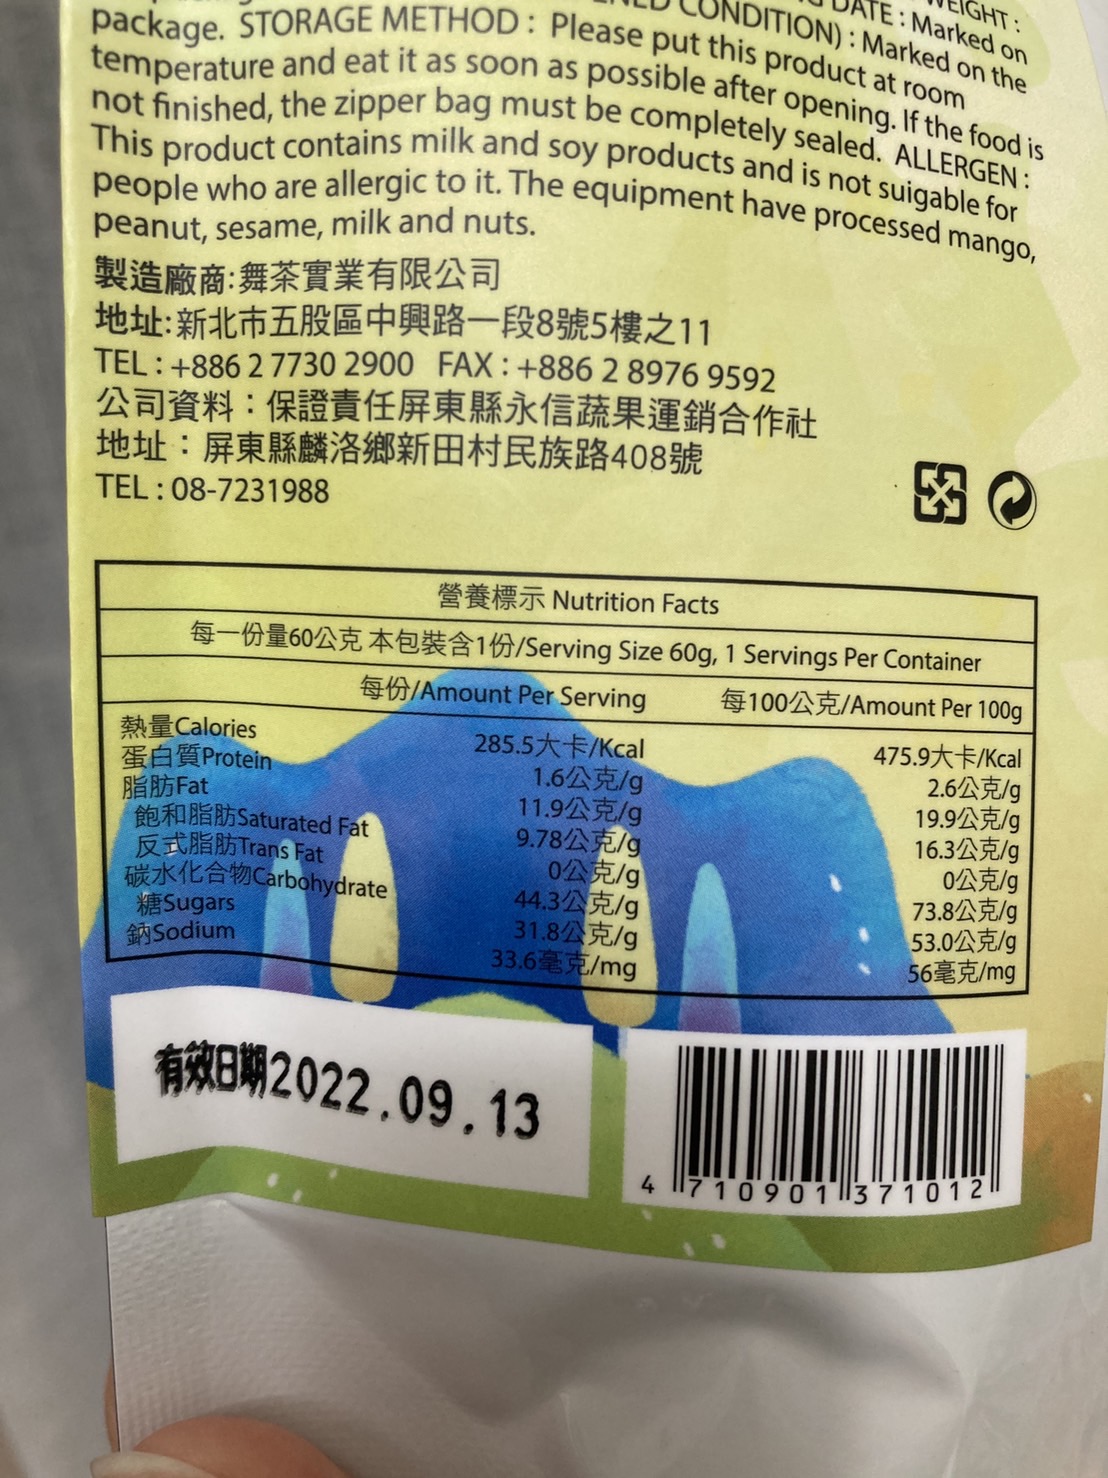 WEIGHT :
DATE : Marked on
CONDITION) : Marked on the
package. STORAGE METHOD : Please put this product at room
temperature and eat it as soon as possible after opening. If the food is
not finished, the zipper bag must be completely sealed. ALLERGEN :
This product contains milk and soy products and is not suigable for
people who are allergic to it. The equipment have processed mango,
peanut, sesame, milk and nuts.
製造廠商:舞茶實業有限公司
地址:新北市五股區中興路一段8號5樓之11
TEL : +886 2 7730 2900 FAX : +886 2 8976 9592
公司資料：保證責任屏東縣永信蔬果運銷合作社
地址：屏東縣麟洛鄉新田村民族路408號
TEL : 08-7231988
營養標示 Nutrition Facts
每一份量60公克 本包裝含1份/Serving Size 60g, 1 Servings Per Container
每份/Amount Per Serving 每100公克/Amount Per 100g
熱量Calories 285.5大卡/Kcal 475.9大卡/Kcal
蛋白質Protein 1.6公克/g 2.6公克/g
脂肪Fat 11.9公克/g 19.9公克/g
飽和脂肪Saturated Fat 9.78公克/g 16.3公克/g
反式脂肪Trans Fat 0公克/g 0公克/g
碳水化合物Carbohydrate 44.3公克/g 73.8公克/g
糖Sugars 31.8公克/g 53.0公克/g
鈉Sodium 33.6毫克/mg 56毫克/mg
有效日期2022.09.13
4 710901 371012